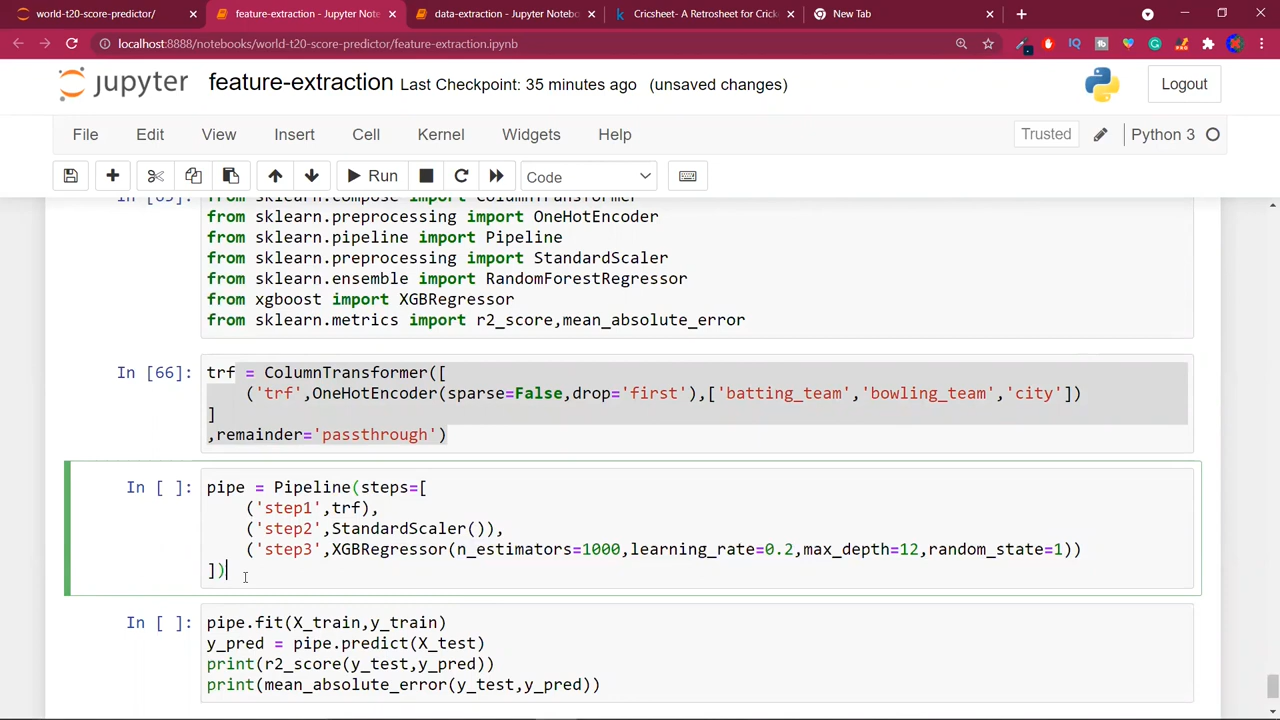 world-t20-score-predictor/
feature-extraction - Jupyter Note
data-extraction - Jupyter Notebo
Cricsheet- A Retrosheet for Crick
New Tab
localhost:8888/notebooks/world-t20-score-predictor/feature-extraction.ipynb
jupyter feature-extraction Last Checkpoint: 35 minutes ago (unsaved changes)
Logout
File Edit View Insert Cell Kernel Widgets Help
Trusted Python 3
Run Code
In [65]: from sklearn.compose import ColumnTransformer
from sklearn.preprocessing import OneHotEncoder
from sklearn.pipeline import Pipeline
from sklearn.preprocessing import StandardScaler
from sklearn.ensemble import RandomForestRegressor
from xgboost import XGBRegressor
from sklearn.metrics import r2_score,mean_absolute_error
In [66]: trf = ColumnTransformer([
('trf',OneHotEncoder(sparse=False,drop='first'),['batting_team','bowling_team','city'])
]
,remainder='passthrough')
In [ ]: pipe = Pipeline(steps=[
('step1',trf),
('step2',StandardScaler()),
('step3',XGBRegressor(n_estimators=1000,learning_rate=0.2,max_depth=12,random_state=1))
])
In [ ]: pipe.fit(X_train,y_train)
y_pred = pipe.predict(X_test)
print(r2_score(y_test,y_pred))
print(mean_absolute_error(y_test,y_pred))